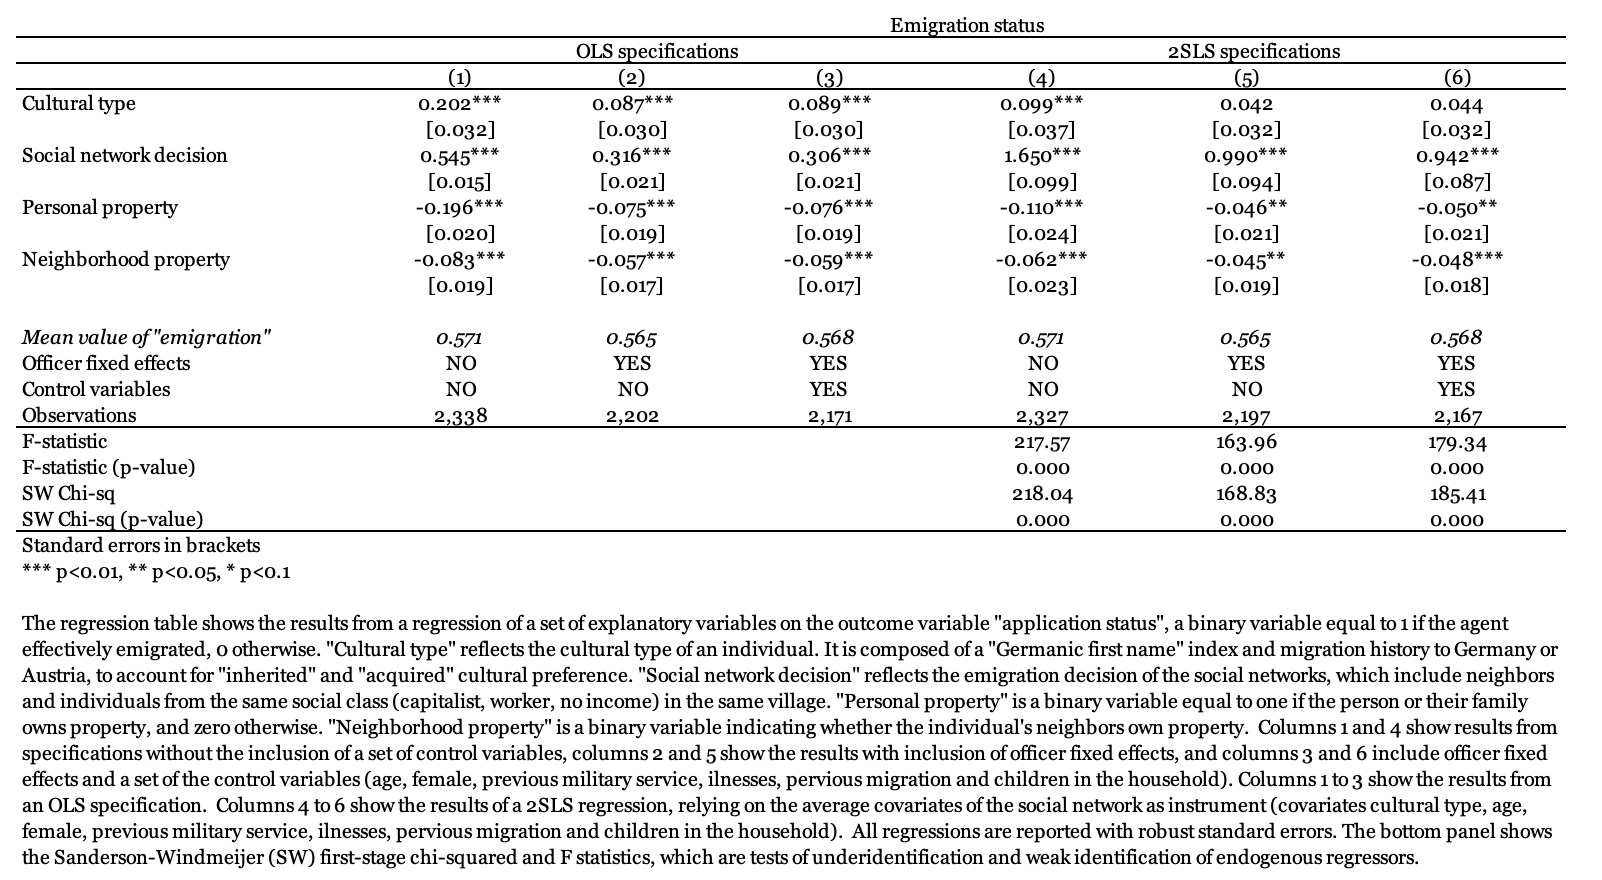 Emigration status
OLS specifications 2SLS specifications
(1) (2) (3) (4) (5) (6)
Cultural type 0.202*** 0.087*** 0.089*** 0.099*** 0.042 0.044
[0.032] [0.030] [0.030] [0.037] [0.032] [0.032]
Social network decision 0.545*** 0.316*** 0.306*** 1.650*** 0.990*** 0.942***
[0.015] [0.021] [0.021] [0.099] [0.094] [0.087]
Personal property -0.196*** -0.075*** -0.076*** -0.110*** -0.046** -0.050**
[0.020] [0.019] [0.019] [0.024] [0.021] [0.021]
Neighborhood property -0.083*** -0.057*** -0.059*** -0.062*** -0.045** -0.048***
[0.019] [0.017] [0.017] [0.023] [0.019] [0.018]
Mean value of "emigration" 0.571 0.565 0.568 0.571 0.565 0.568
Officer fixed effects NO YES YES NO YES YES
Control variables NO NO YES NO NO YES
Observations 2,338 2,202 2,171 2,327 2,197 2,167
F-statistic 217.57 163.96 179.34
F-statistic (p-value) 0.000 0.000 0.000
SW Chi-sq 218.04 168.83 185.41
SW Chi-sq (p-value) 0.000 0.000 0.000
Standard errors in brackets
*** p<0.01, ** p<0.05, * p<0.1
The regression table shows the results from a regression of a set of explanatory variables on the outcome variable "application status", a binary variable equal to 1 if the agent
effectively emigrated, 0 otherwise. "Cultural type" reflects the cultural type of an individual. It is composed of a "Germanic first name" index and migration history to Germany or
Austria, to account for "inherited" and "acquired" cultural preference. "Social network decision" reflects the emigration decision of the social networks, which include neighbors
and individuals from the same social class (capitalist, worker, no income) in the same village. "Personal property" is a binary variable equal to one if the person or their family
owns property, and zero otherwise. "Neighborhood property" is a binary variable indicating whether the individual's neighbors own property. Columns 1 and 4 show results from
specifications without the inclusion of a set of control variables, columns 2 and 5 show the results with inclusion of officer fixed effects, and columns 3 and 6 include officer fixed
effects and a set of the control variables (age, female, previous military service, ilnesses, pervious migration and children in the household). Columns 1 to 3 show the results from
an OLS specification. Columns 4 to 6 show the results of a 2SLS regression, relying on the average covariates of the social network as instrument (covariates cultural type, age,
female, previous military service, ilnesses, pervious migration and children in the household). All regressions are reported with robust standard errors. The bottom panel shows
the Sanderson-Windmeijer (SW) first-stage chi-squared and F statistics, which are tests of underidentification and weak identification of endogenous regressors.